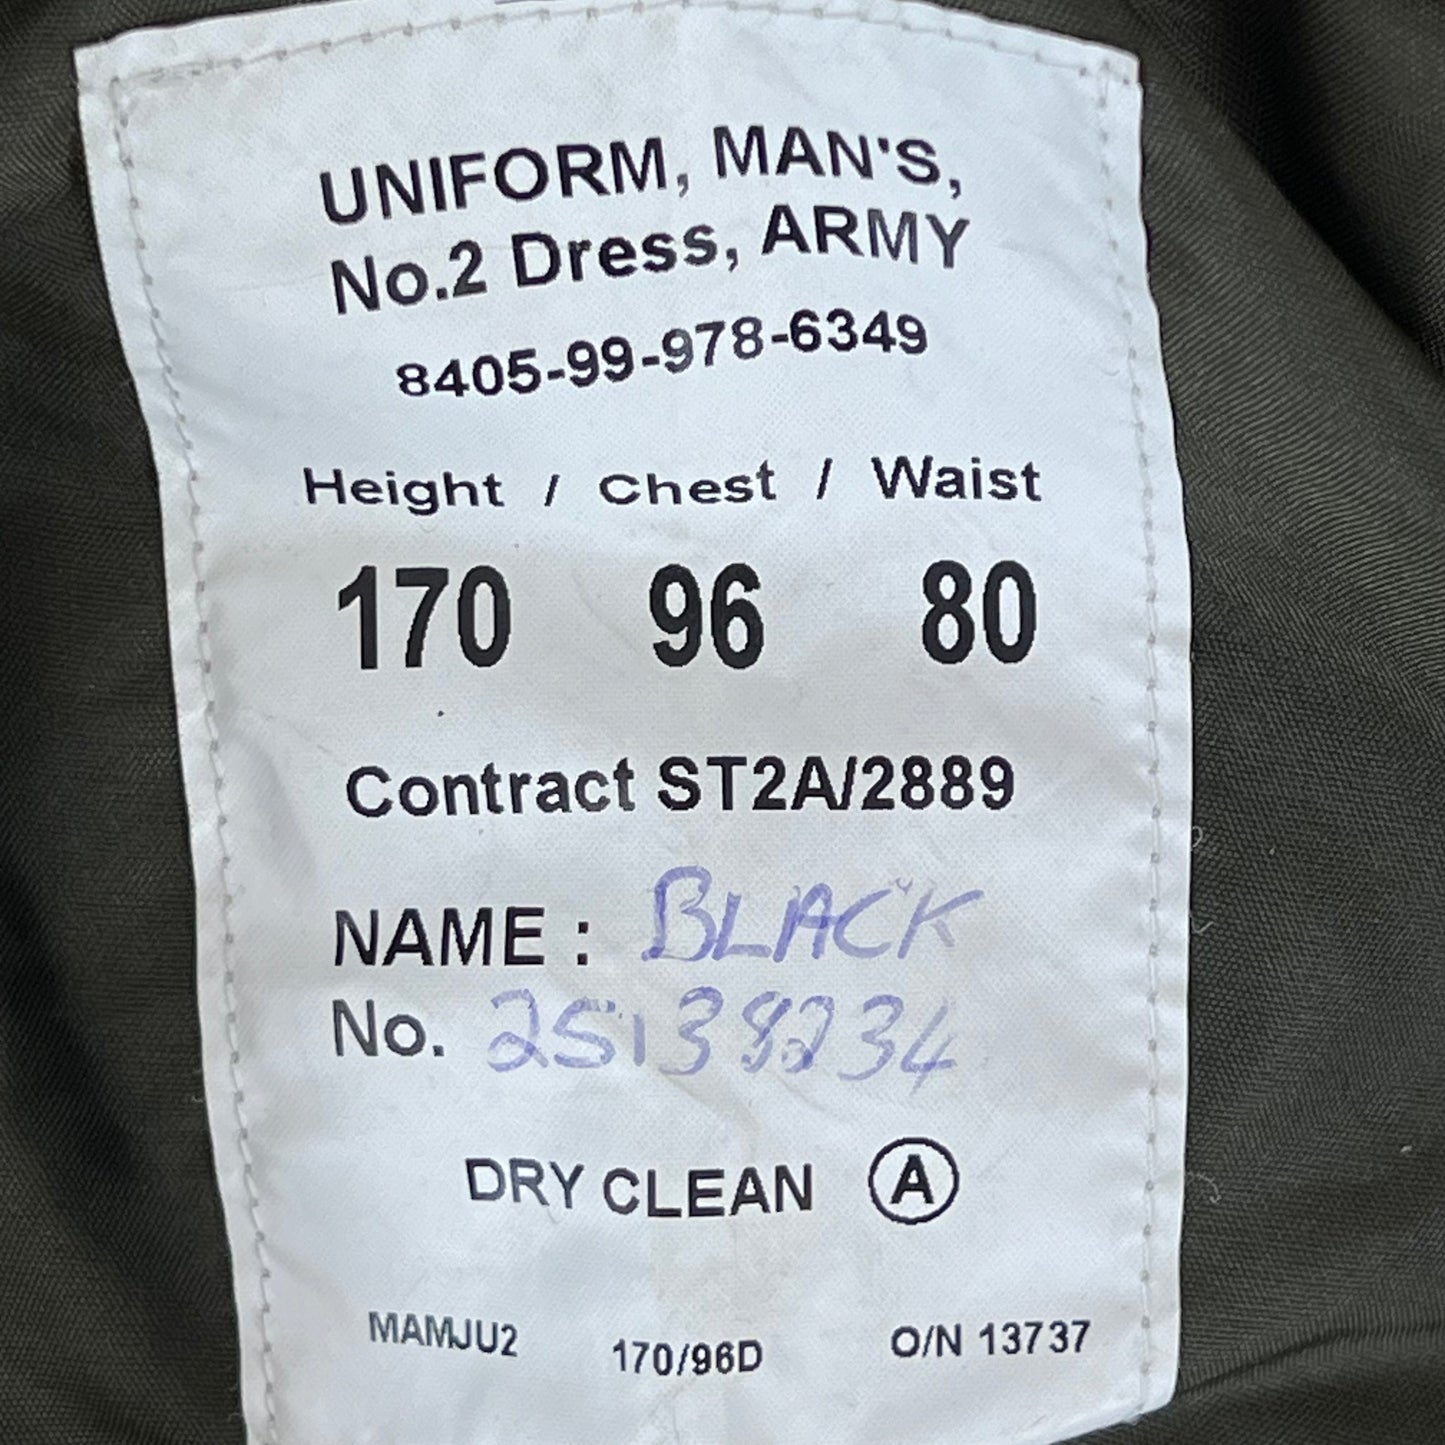 UNIFORM, MAN'S,
No.2 Dress, ARMY
8405-99-978-6349
Height / Chest / Waist
170 96 80
Contract ST2A/2889
NAME : BLACK
No. 25138234
DRY CLEAN Ⓐ
MAMJU2 170/96D O/N 13737